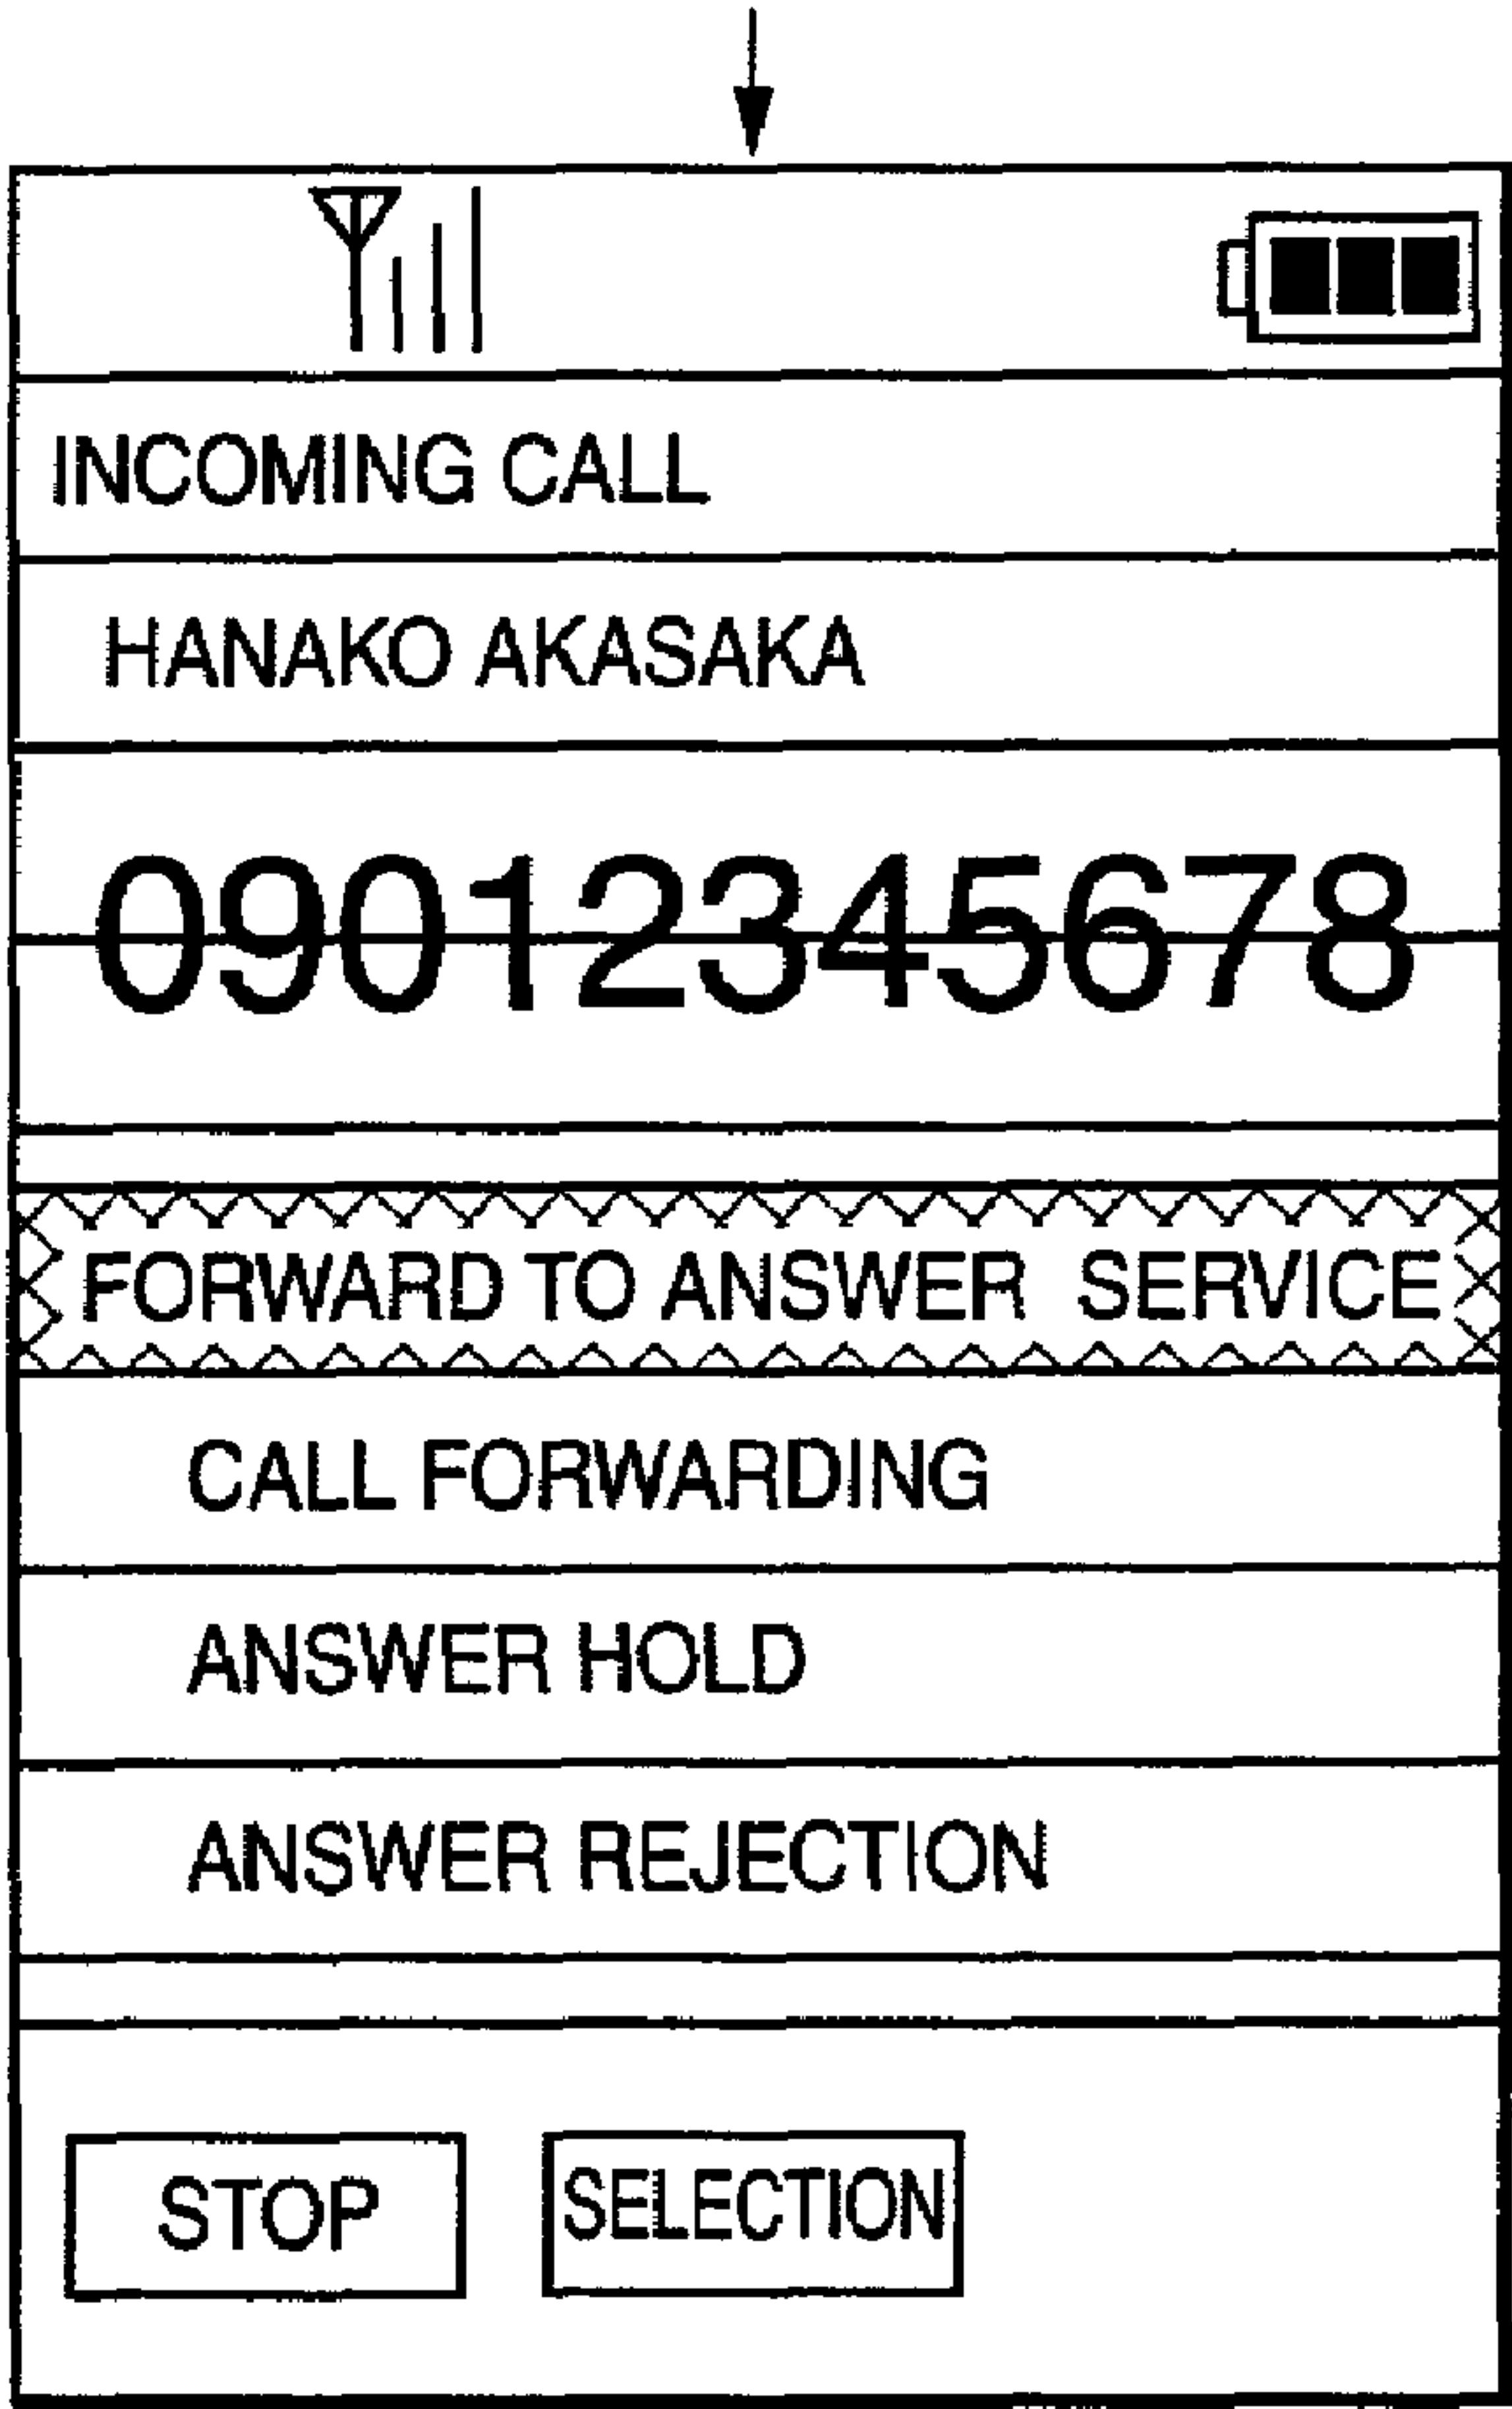 INCOMING CALL
HANAKO AKASAKA
09012345678
FORWARD TO ANSWER SERVICE
CALL FORWARDING
ANSWER HOLD
ANSWER REJECTION
STOP SELECTION